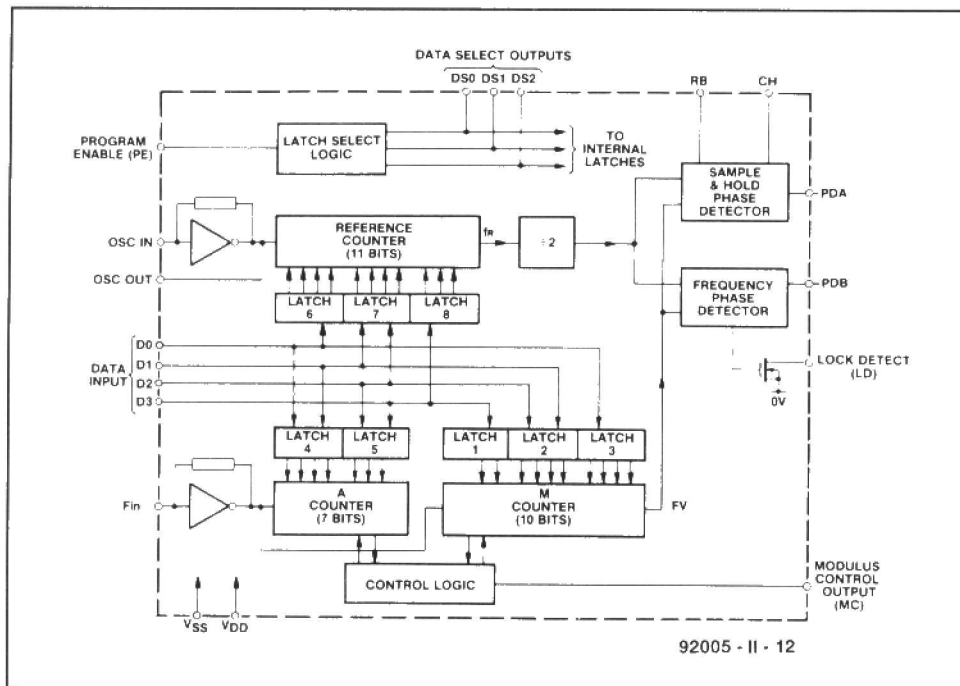 DATA SELECT OUTPUTS
DS0 DS1 DS2
RB
CH
PROGRAM
ENABLE (PE)
LATCH SELECT
LOGIC
TO
INTERNAL
LATCHES
SAMPLE
& HOLD
PHASE
DETECTOR
PDA
OSC IN
REFERENCE
COUNTER
(11 BITS)
fR
÷2
OSC OUT
LATCH
6
LATCH
7
LATCH
8
FREQUENCY
PHASE
DETECTOR
PDB
DATA
INPUT
D0
D1
D2
D3
LOCK DETECT
(LD)
0V
LATCH
4
LATCH
5
LATCH
1
LATCH
2
LATCH
3
Fin
A
COUNTER
(7 BITS)
M
COUNTER
(10 BITS)
FV
CONTROL LOGIC
MODULUS
CONTROL
OUTPUT
(MC)
VSS
VDD
92005 - II - 12